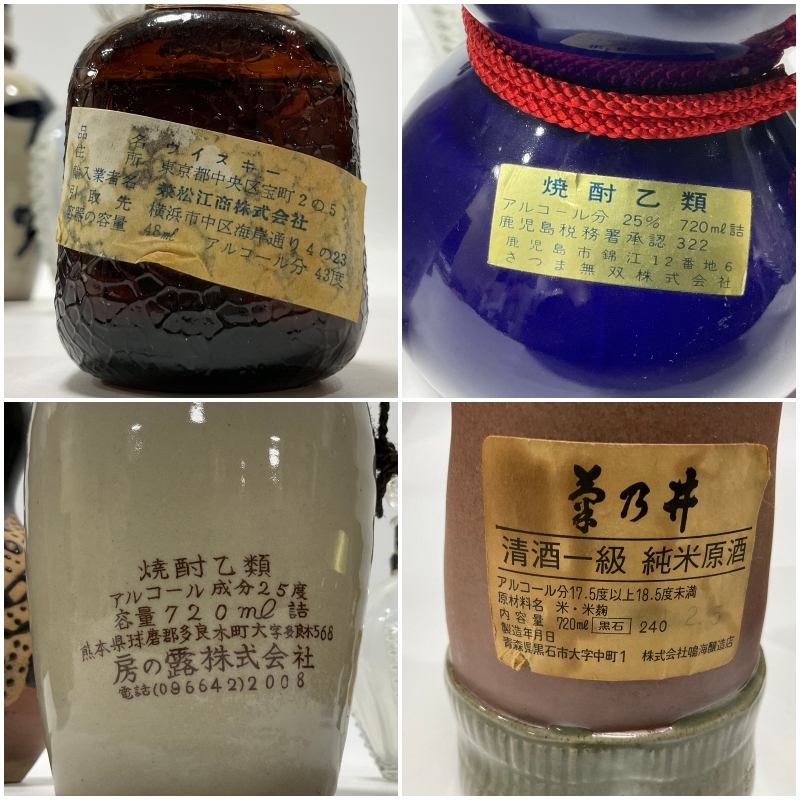 品名 ウイスキー
住所 東京都中央区宝町2の5
輸入業者名 兼松江商株式会社
引取先 横浜市中区海岸通り4の23
容器の容量 48ml アルコール分 43度
焼酎乙類
アルコール分 25% 720ml詰
鹿児島税務署承認 322
鹿児島市錦江12番地6
さつま無双株式会社
焼酎乙類
アルコール成分25度
容量720ml詰
熊本県球磨郡多良木町大字多良木568
房の露株式会社
電話(096642)2008
菊乃井
清酒一級 純米原酒
アルコール分17.5度以上18.5度未満
原材料名 米・米麹
内容量 720ml 黒石 240
製造年月日 2.5
青森県黒石市大字中町1 株式会社鳴海醸造店